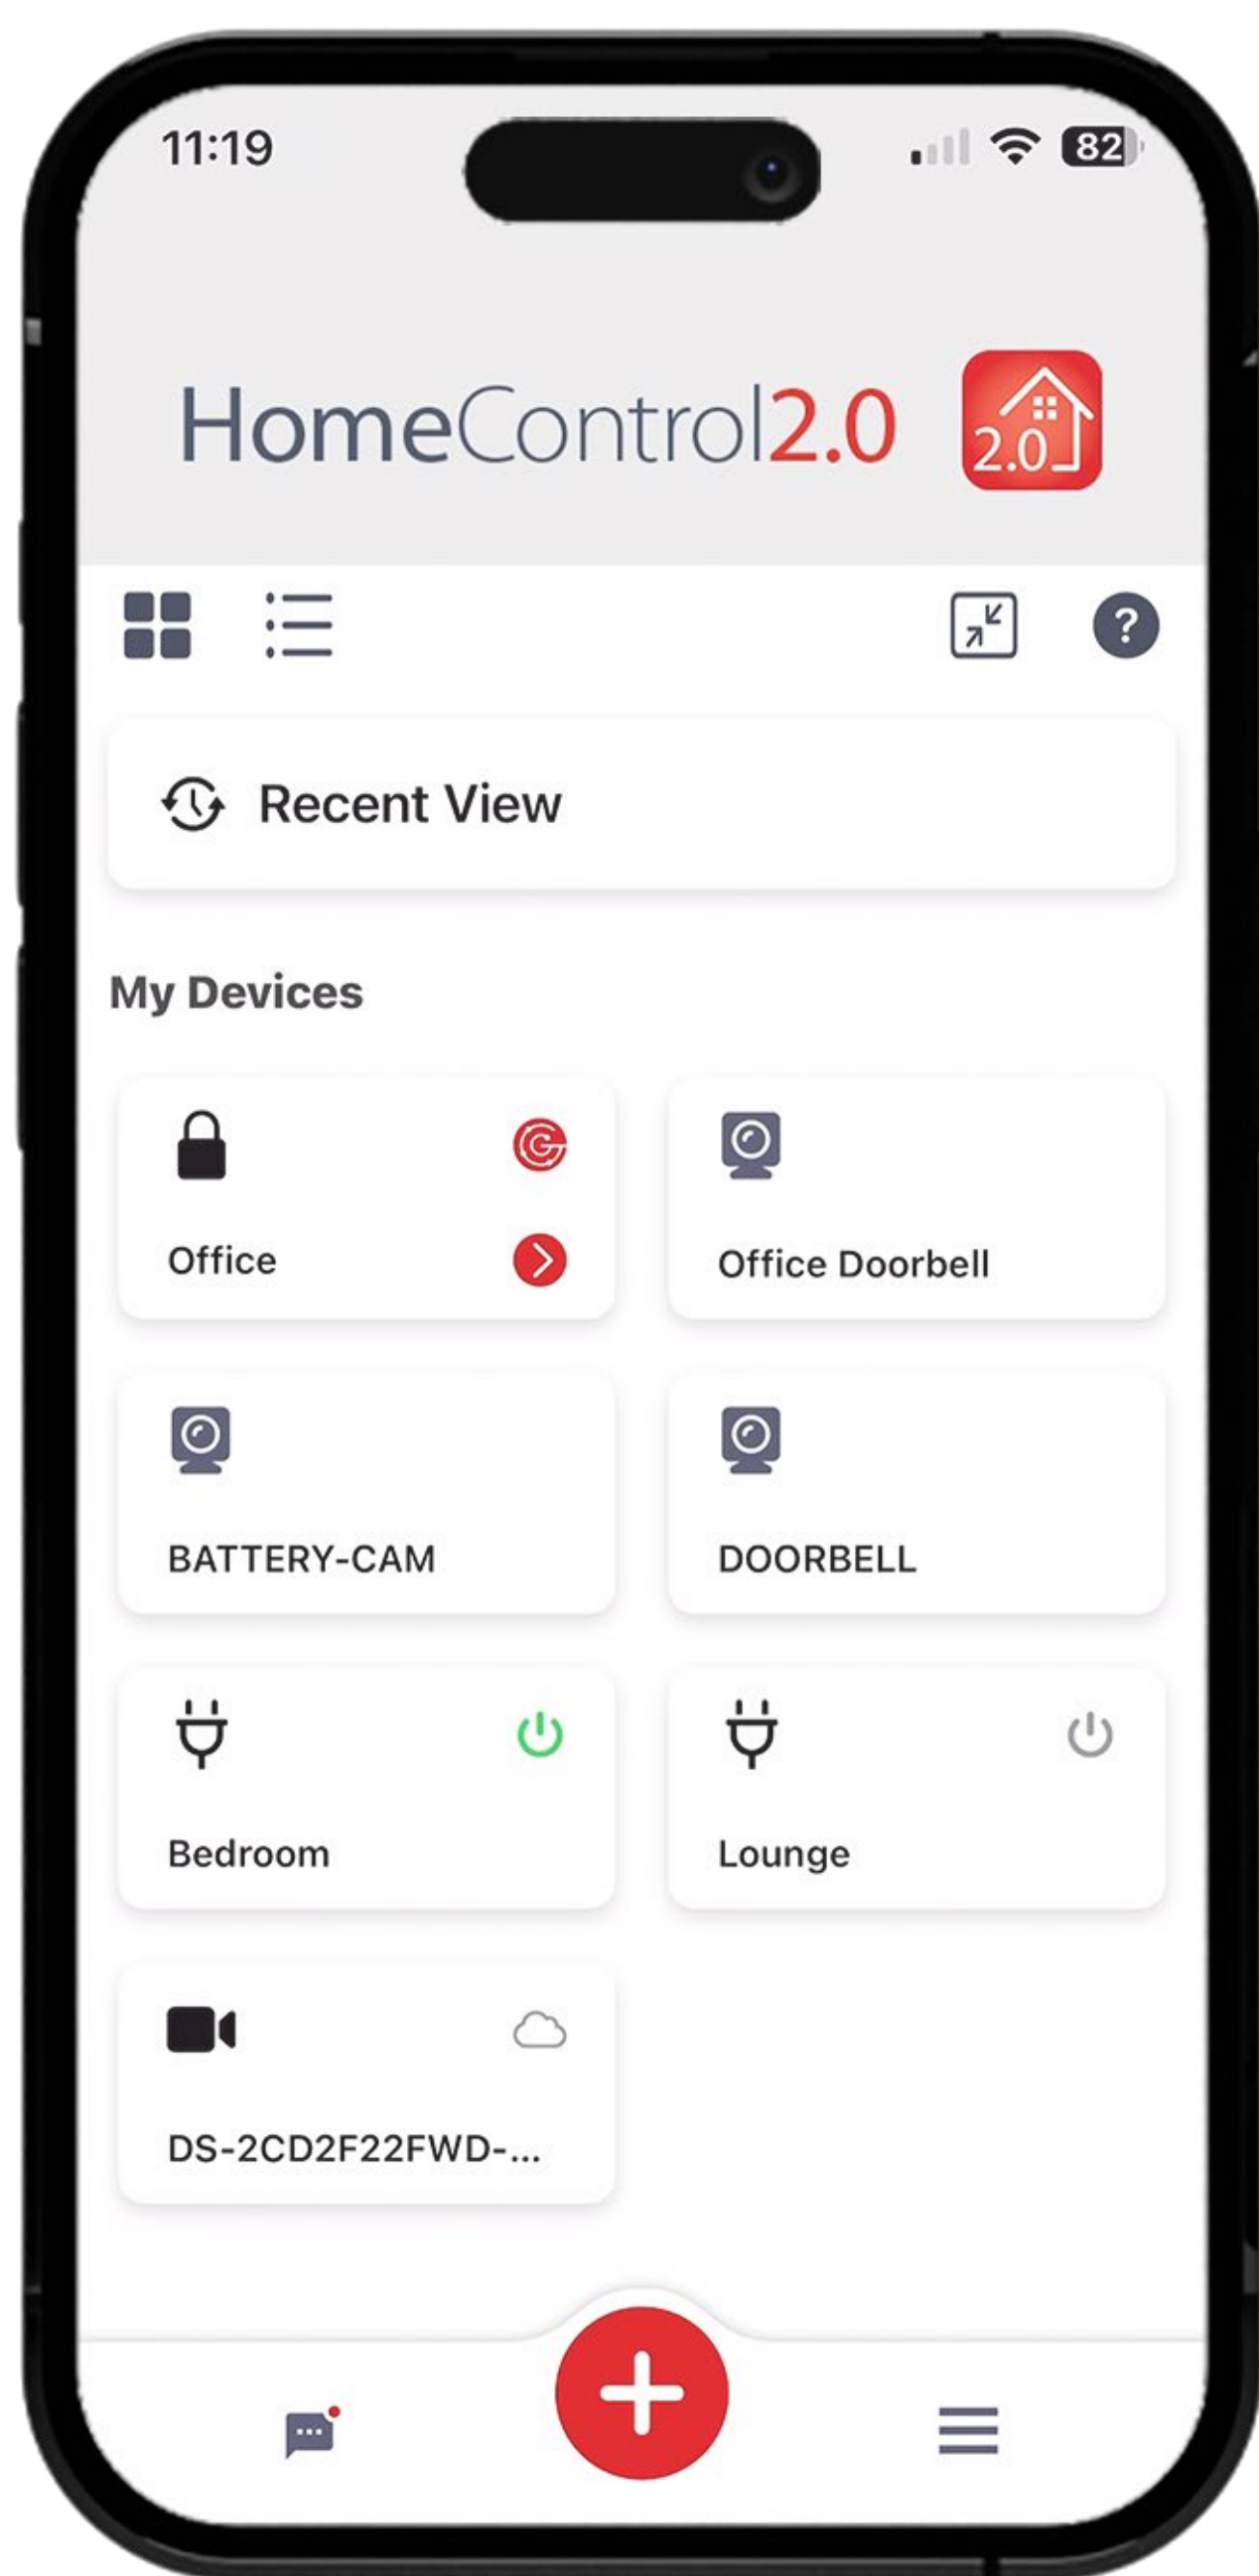 11:19
82
HomeControl2.0
2.0
?
Recent View
My Devices
Office
Office Doorbell
BATTERY-CAM
DOORBELL
Bedroom
Lounge
DS-2CD2F22FWD-...